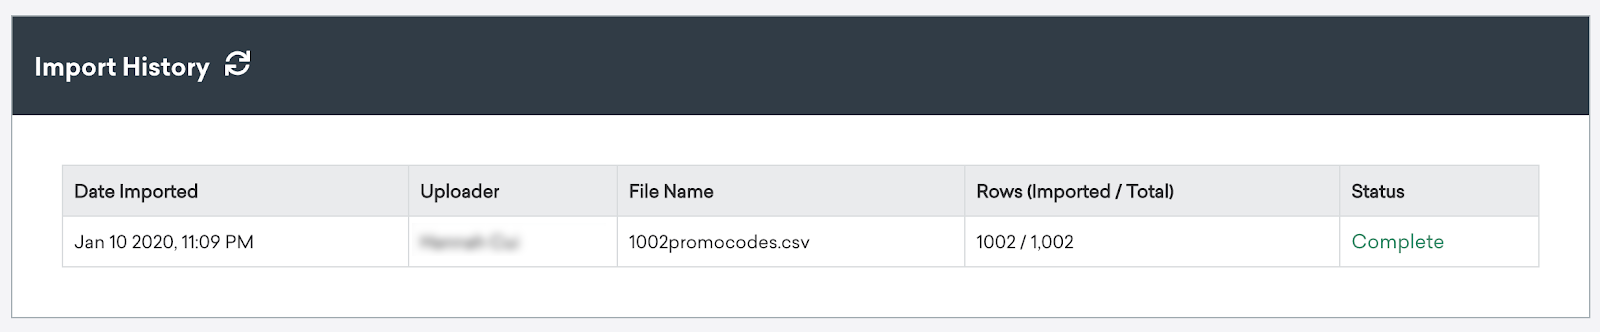 Import History
Date Imported Uploader File Name Rows (Imported / Total) Status
Jan 10 2020, 11:09 PM 1002promocodes.csv 1002 / 1,002 Complete